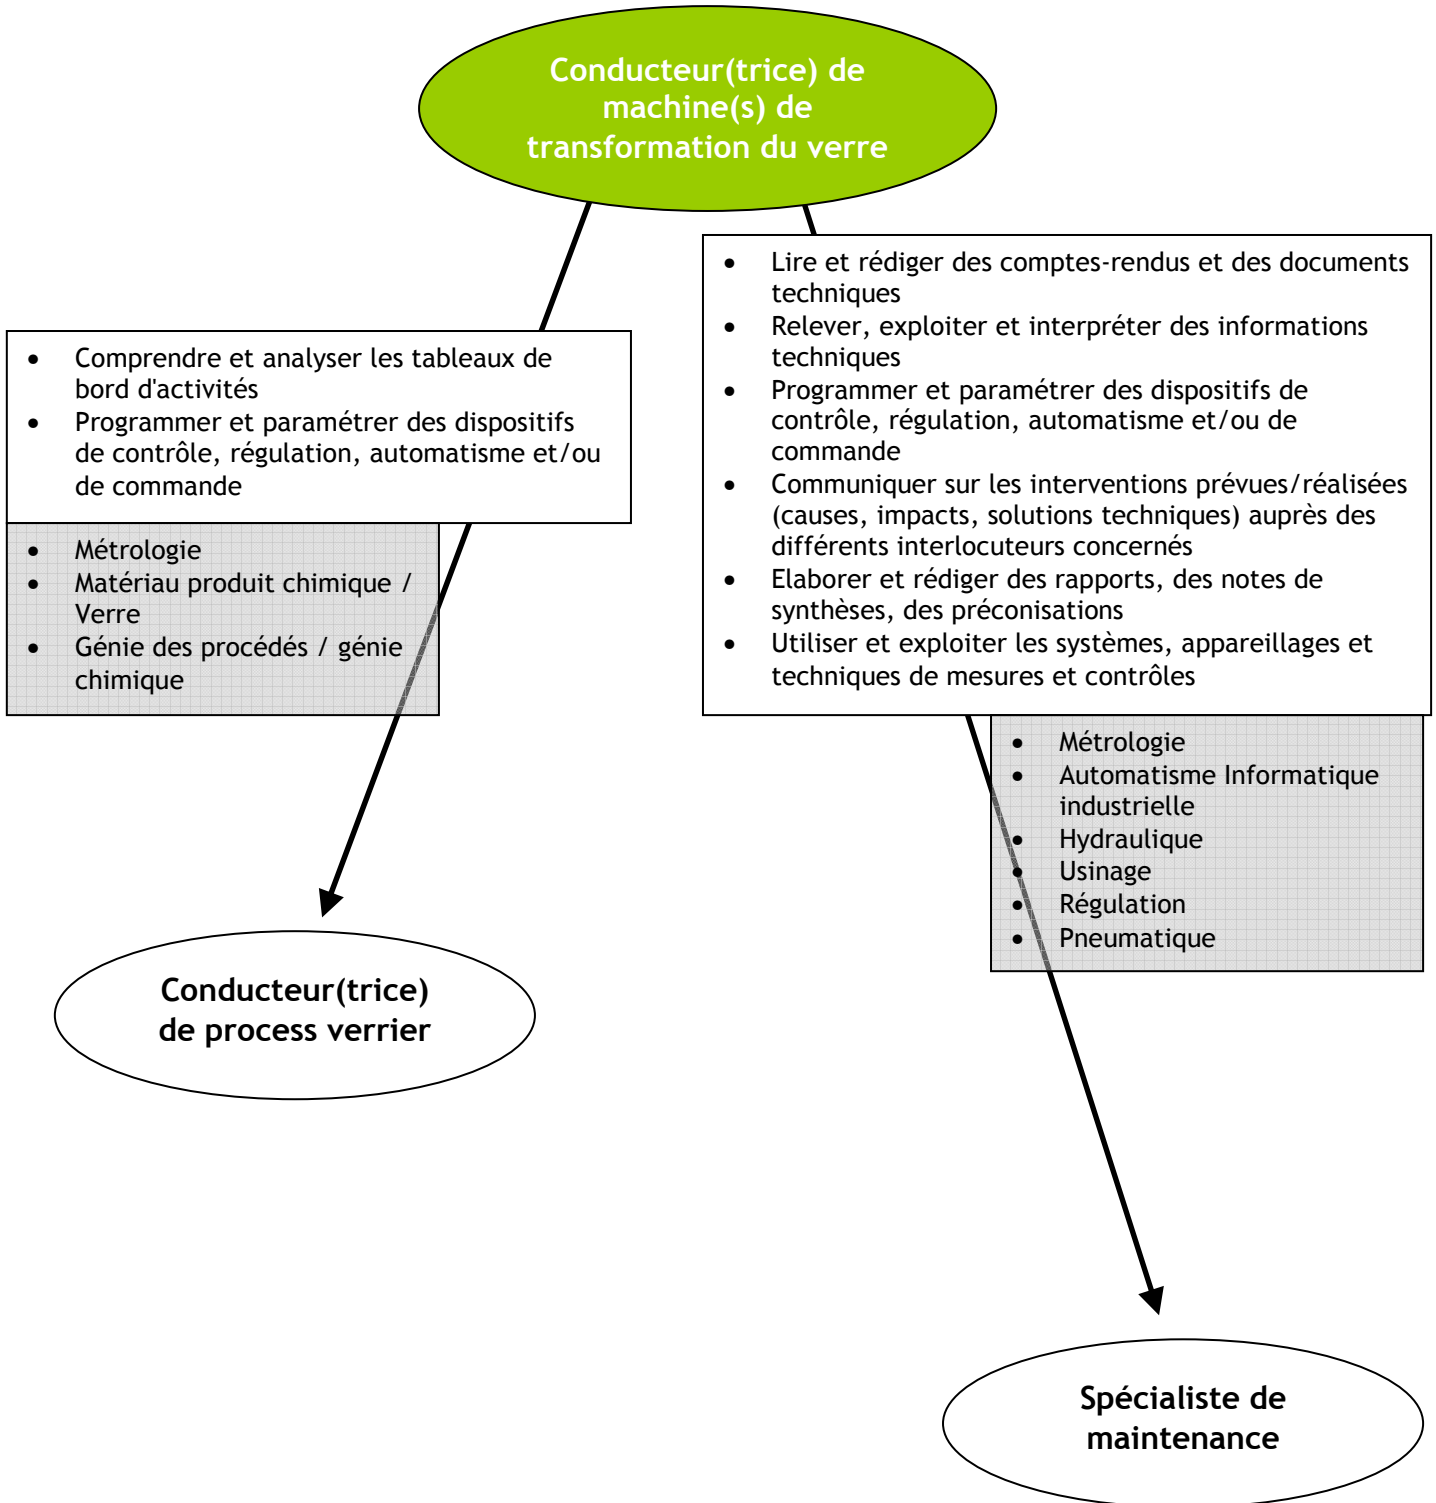 Conducteur(trice) de
machine(s) de
transformation du verre
• Comprendre et analyser les tableaux de
bord d'activités
• Programmer et paramétrer des dispositifs
de contrôle, régulation, automatisme et/ou
de commande
• Métrologie
• Matériau produit chimique /
Verre
• Génie des procédés / génie
chimique
• Lire et rédiger des comptes-rendus et des documents
techniques
• Relever, exploiter et interpréter des informations
techniques
• Programmer et paramétrer des dispositifs de
contrôle, régulation, automatisme et/ou de
commande
• Communiquer sur les interventions prévues/réalisées
(causes, impacts, solutions techniques) auprès des
différents interlocuteurs concernés
• Elaborer et rédiger des rapports, des notes de
synthèses, des préconisations
• Utiliser et exploiter les systèmes, appareillages et
techniques de mesures et contrôles
• Métrologie
• Automatisme Informatique
industrielle
• Hydraulique
• Usinage
• Régulation
• Pneumatique
Conducteur(trice)
de process verrier
Spécialiste de
maintenance